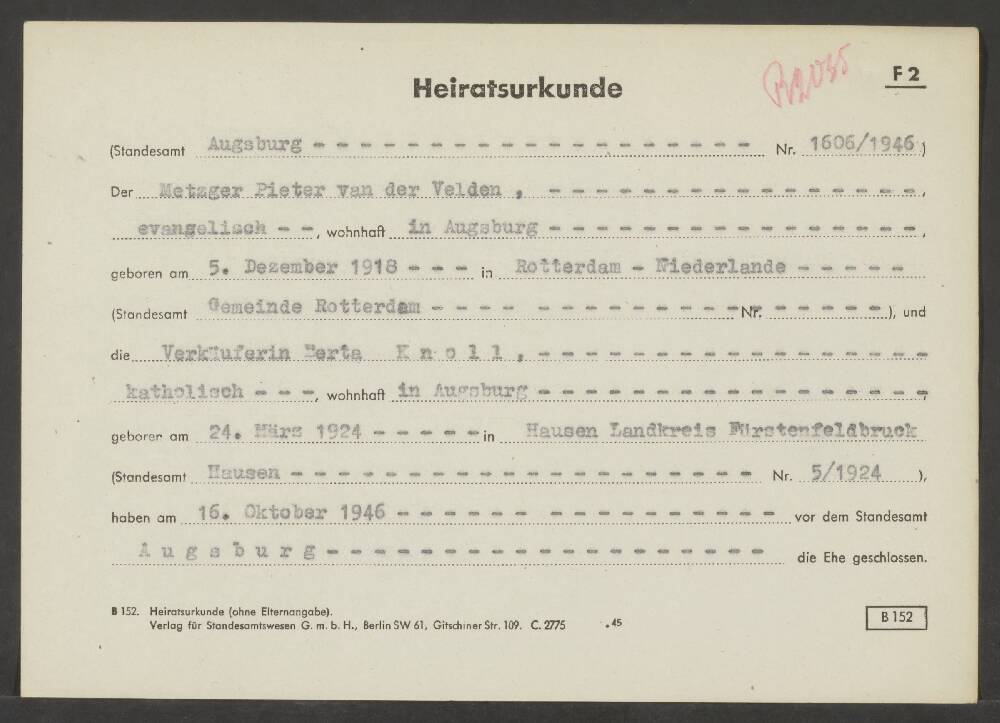 F 2
Heiratsurkunde
(Standesamt Augsburg - - - - - - - - - - - - - - - - - - - Nr. 1606/1946)
Der Metzger Pieter van der Velden , - - - - - - - - - - - - - - - - ,
evangelisch - - , wohnhaft in Augsburg - - - - - - - - - - - - - - - - ,
geboren am 5. Dezember 1918 - - - in Rotterdam - Niederlande - - - - -
(Standesamt Gemeinde Rotterdam - - - - - - - - - - - - - Nr. - - - - - - ), und
die Verkäuferin Berta K n o l l , - - - - - - - - - - - - - - - - -
katholisch - - - , wohnhaft in Augsburg - - - - - - - - - - - - - - - - - ,
geboren am 24. März 1924 - - - - - in Hausen Landkreis Fürstenfeldbruck
(Standesamt Hausen - - - - - - - - - - - - - - - - - - - - Nr. 5/1924 ),
haben am 16. Oktober 1946 - - - - - - - - - - - - - - - - vor dem Standesamt
A u g s b u r g - - - - - - - - - - - - - - - - - - - die Ehe geschlossen.
B 152. Heiratsurkunde (ohne Elternangabe).
Verlag für Standesamtswesen G. m. b. H., Berlin SW 61, Gitschiner Str. 109. C. 2775 .45
B 152